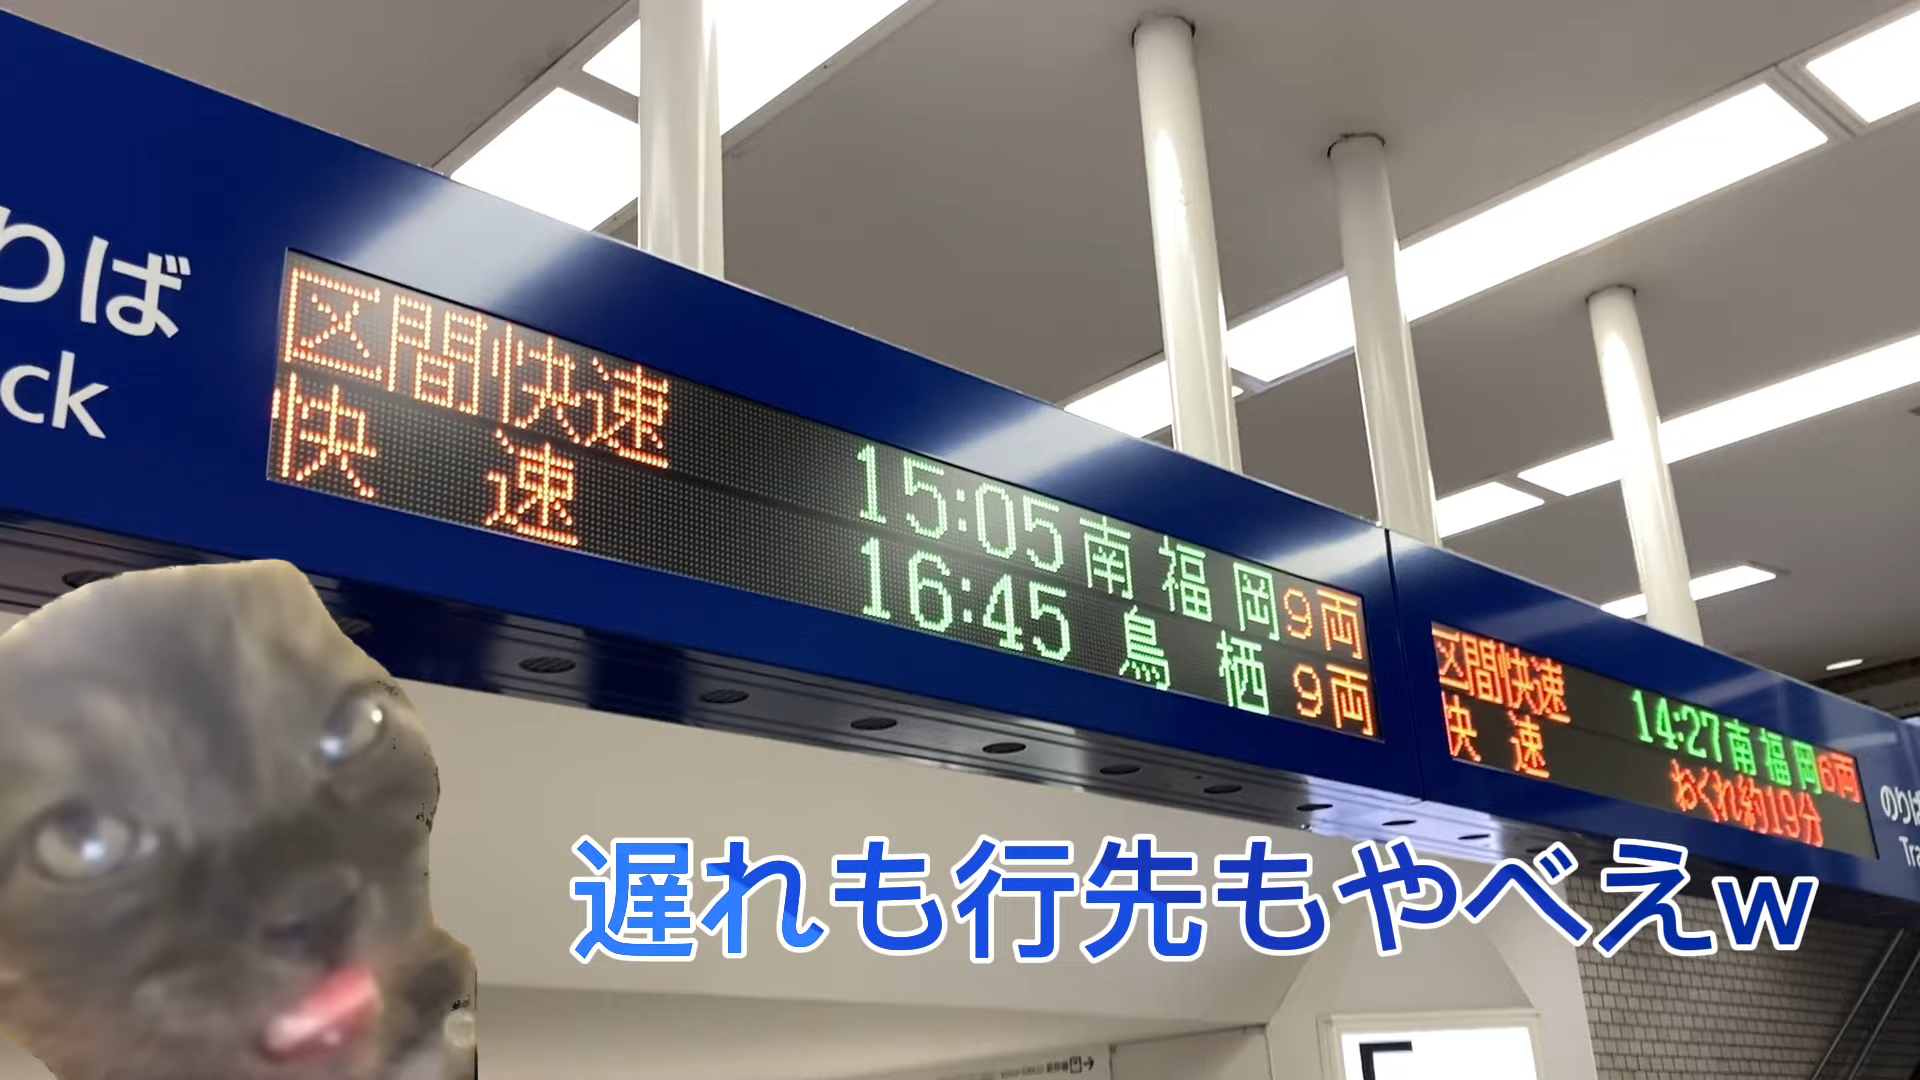 りば
ck
区間快速 15:05 南福岡 9両
快速 16:45 鳥栖 9両
区間快速 14:27 南福岡 6両
快速 おくれ約19分
のりば
遅れも行先もやべえw